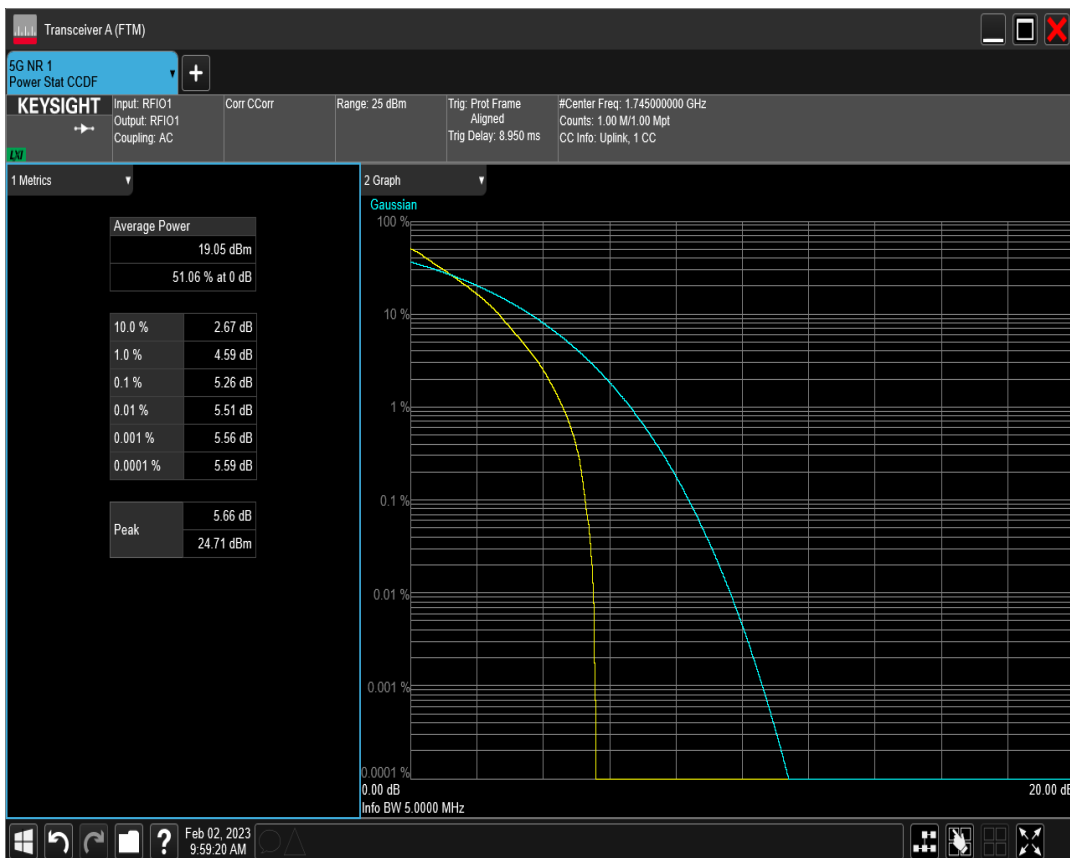 Transceiver A (FTM)
5G NR 1
Power Stat CCDF
+
KEYSIGHT
LXI
Input: RFIO1
Output: RFIO1
Coupling: AC
Corr CCorr
Range: 25 dBm
Trig: Prot Frame
Aligned
Trig Delay: 8.950 ms
#Center Freq: 1.745000000 GHz
Counts: 1.00 M/1.00 Mpt
CC Info: Uplink, 1 CC
1 Metrics
Average Power
19.05 dBm
51.06 % at 0 dB
10.0 % 2.67 dB
1.0 % 4.59 dB
0.1 % 5.26 dB
0.01 % 5.51 dB
0.001 % 5.56 dB
0.0001 % 5.59 dB
Peak
5.66 dB
24.71 dBm
2 Graph
Gaussian
100 %
10 %
1 %
0.1 %
0.01 %
0.001 %
0.0001 %
0.00 dB 20.00 dB
Info BW 5.0000 MHz
?
Feb 02, 2023
9:59:20 AM